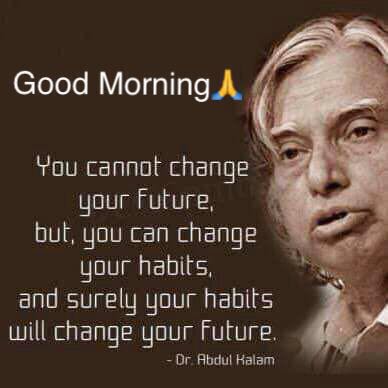 Good Morning🙏
You cannot change
your future,
but, you can change
your habits,
and surely your habits
will change your future.
- Dr. Abdul Kalam